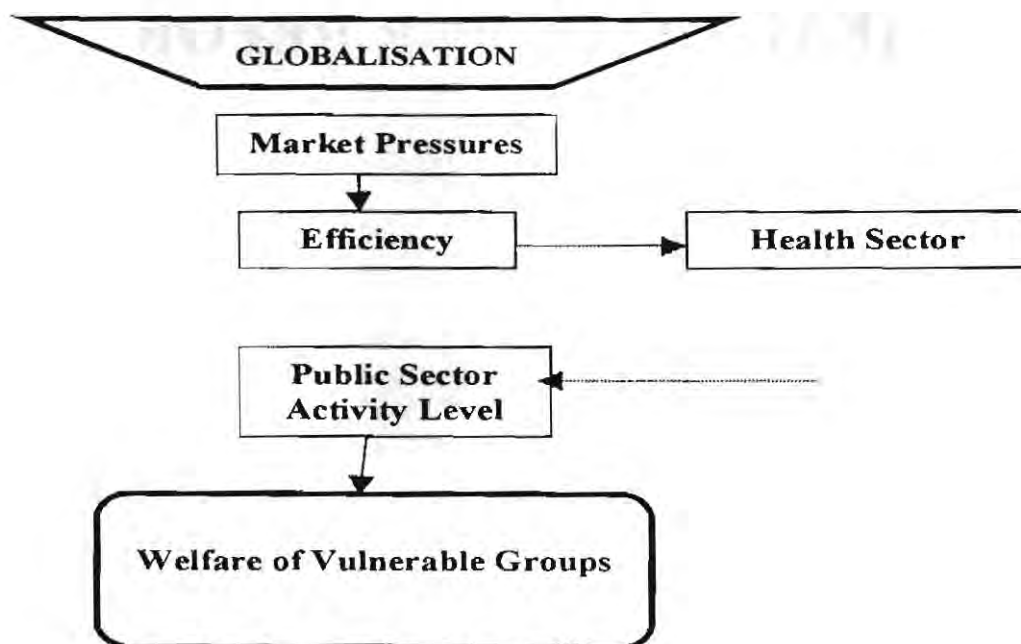 GLOBALISATION
Market Pressures
Efficiency
Health Sector
Public Sector
Activity Level
Welfare of Vulnerable Groups